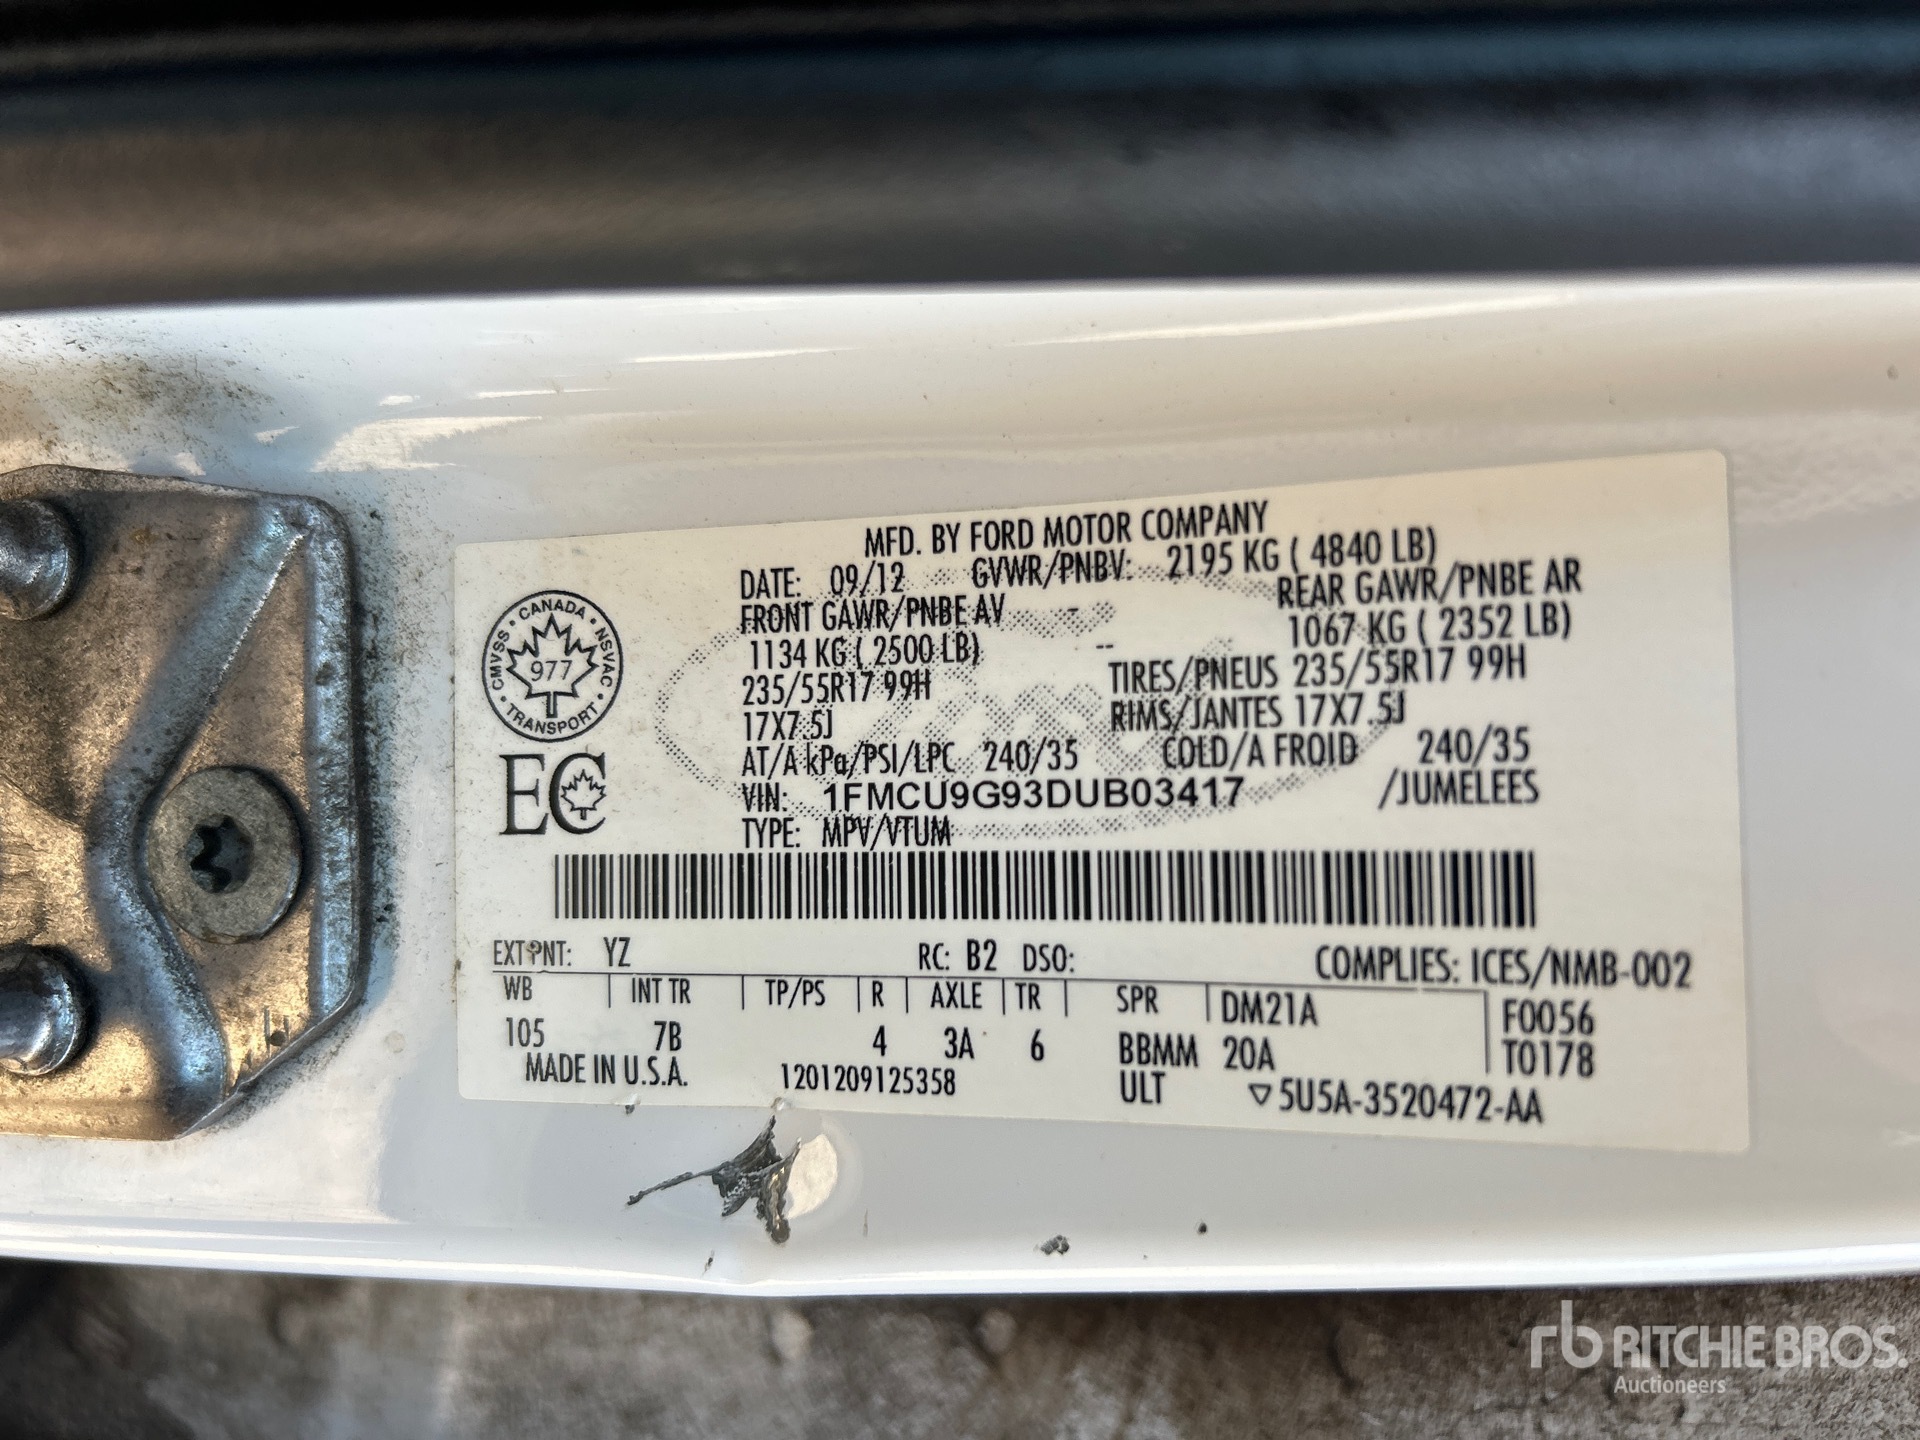 MFD. BY FORD MOTOR COMPANY
DATE: 09/12 GVWR/PNBV: 2195 KG ( 4840 LB)
FRONT GAWR/PNBE AV - REAR GAWR/PNBE AR
1134 KG ( 2500 LB) -- 1067 KG ( 2352 LB)
235/55R17 99H TIRES/PNEUS 235/55R17 99H
17X7.5J RIMS/JANTES 17X7.5J
AT/A kPa/PSI/LPC 240/35 COLD/A FROID 240/35
VIN: 1FMCU9G93DUB03417 /JUMELEES
TYPE: MPV/VTUM
CANADA
CMVSS
NSVAC
977
TRANSPORT
EC
EXT PNT: YZ RC: B2 DSO: COMPLIES: ICES/NMB-002
WB INT TR TP/PS R AXLE TR SPR DM21A F0056
105 7B 4 3A 6 BBMM 20A T0178
MADE IN U.S.A. 1201209125358 ULT ▽5U5A-3520472-AA
rb RITCHIE BROS.
Auctioneers